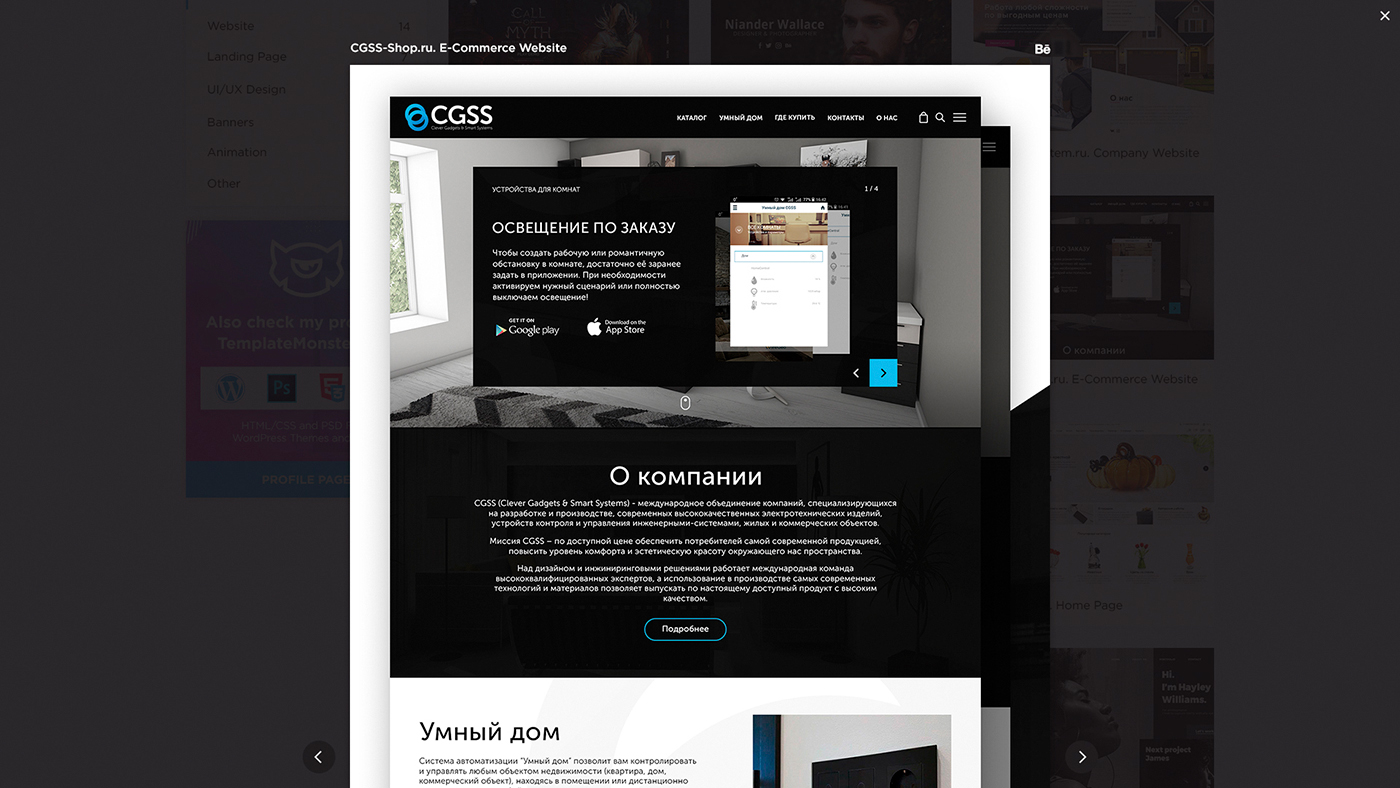 Website 14
Landing Page
UI/UX Design
Banners
Animation
Other
Also check my pr
TemplateMonste
HTML/CSS and PSD
WordPress Themes and
PROFILE PAGE
CALL
OF
MYTH
Niander Wallace
CGSS-Shop.ru. E-Commerce Website
Bē
CGSS
Clever Gadgets & Smart Systems
КАТАЛОГ УМНЫЙ ДОМ ГДЕ КУПИТЬ КОНТАКТЫ О НАС
УСТРОЙСТВА ДЛЯ КОМНАТ
1 / 4
ОСВЕЩЕНИЕ ПО ЗАКАЗУ
Чтобы создать рабочую или романтичную
обстановку в комнате, достаточно её заранее
задать в приложении. При необходимости
активируем нужный сценарий или полностью
выключаем освещение!
GET IT ON
Google play
Download on the
App Store
Умный дом CGSS
ВСЕ КОМНАТЫ
Дом
О компании
CGSS (Clever Gadgets & Smart Systems) - международное объединение компаний, специализирующихся
на разработке и производстве, современных высококачественных электротехнических изделий,
устройств контроля и управления инженерными-системами, жилых и коммерческих объектов.
Миссия CGSS – по доступной цене обеспечить потребителей самой современной продукцией,
повысить уровень комфорта и эстетическую красоту окружающего нас пространства.
Над дизайном и инжиниринговыми решениями работает международная команда
высококвалифицированных экспертов, а использование в производстве самых современных
технологий и материалов позволяет выпускать по настоящему доступный продукт с высоким
качеством.
Подробнее
Умный дом
Система автоматизации "Умный дом" позволит вам контролировать
и управлять любым объектом недвижимости (квартира, дом,
коммерческий объект), находясь в помещении или дистанционно
по выгодным ценам
О нас
tem.ru. Company Website
О компании
.ru. E-Commerce Website
. Home Page
Hi.
I'm Hayley
Williams.
Next project
James